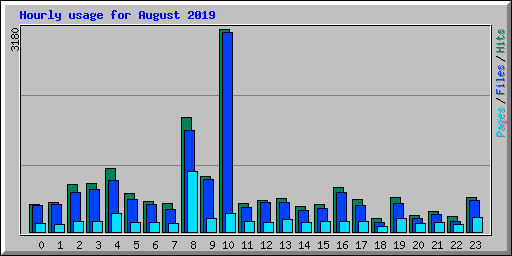 Hourly usage for August 2019
3180
Pages/Files/Hits
0 1 2 3 4 5 6 7 8 9 10 11 12 13 14 15 16 17 18 19 20 21 22 23